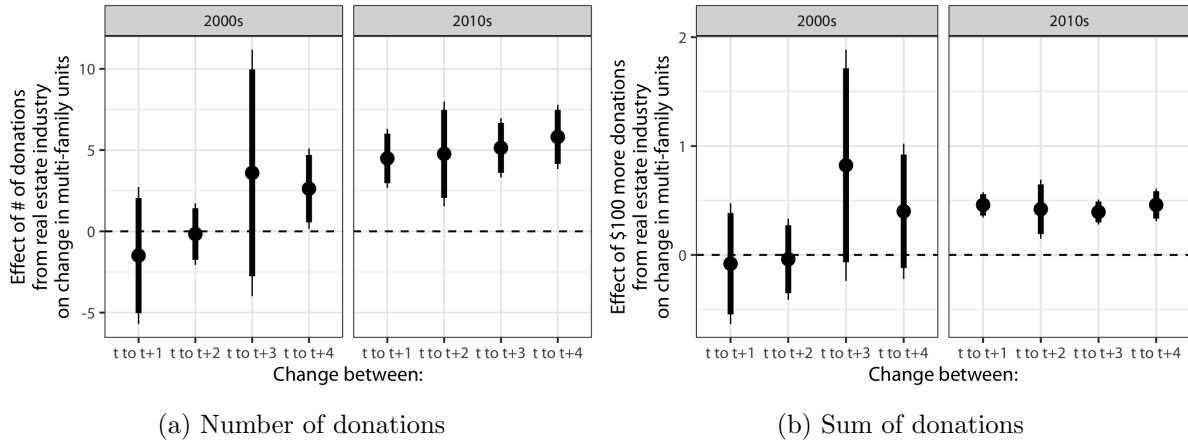 2000s
2010s
Effect of # of donations
from real estate industry
on change in multi-family units
10
5
0
-5
t to t+1 t to t+2 t to t+3 t to t+4
t to t+1 t to t+2 t to t+3 t to t+4
Change between:
(a) Number of donations
2000s
2010s
Effect of $100 more donations
from real estate industry
on change in multi-family units
2
1
0
t to t+1 t to t+2 t to t+3 t to t+4
t to t+1 t to t+2 t to t+3 t to t+4
Change between:
(b) Sum of donations